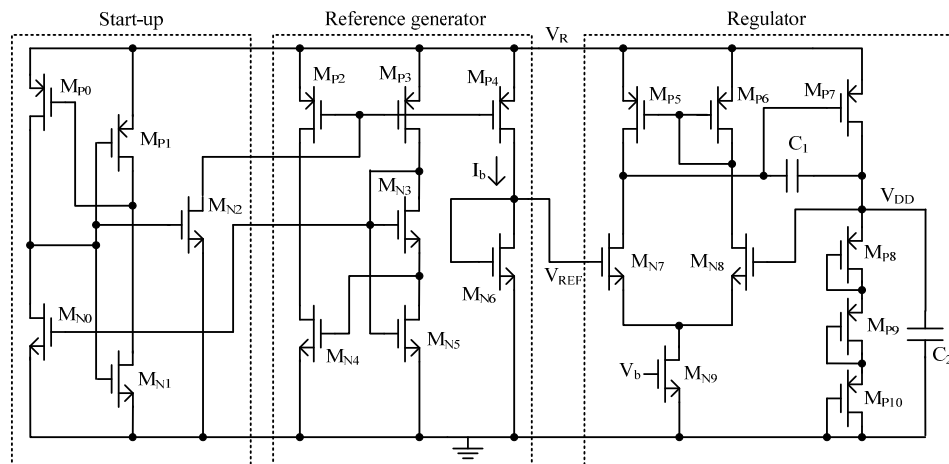 Start-up
Reference generator
Regulator
V_R
M_P0
M_P2
M_P3
M_P4
M_P5
M_P6
M_P7
M_P1
C_1
I_b
M_N3
M_N2
V_DD
M_N7
M_N8
M_P8
V_REF
M_N6
M_N0
M_P9
M_N4
M_N5
C_2
M_N1
V_b
M_N9
M_P10